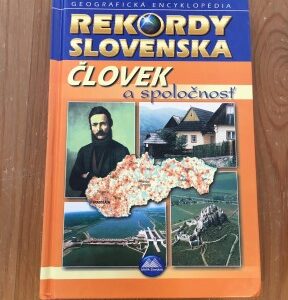 GEOGRAFICKÁ ENCYKLOPÉDIA
REKORDY
SLOVENSKA
ČLOVEK
a spoločnosť